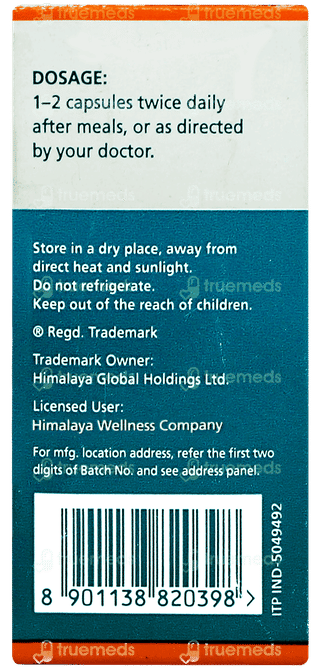 truemeds
DOSAGE:
1–2 capsules twice daily
after meals, or as directed
by your doctor.
truemeds
Store in a dry place, away from
direct heat and sunlight.
Do not refrigerate.
Keep out of the reach of children.
® Regd. Trademark
Trademark Owner:
Himalaya Global Holdings Ltd.
Licensed User:
Himalaya Wellness Company
For mfg. location address, refer the first two
digits of Batch No. and see address panel.
8 901138 820398 >
ITP IND-5049492
truemeds